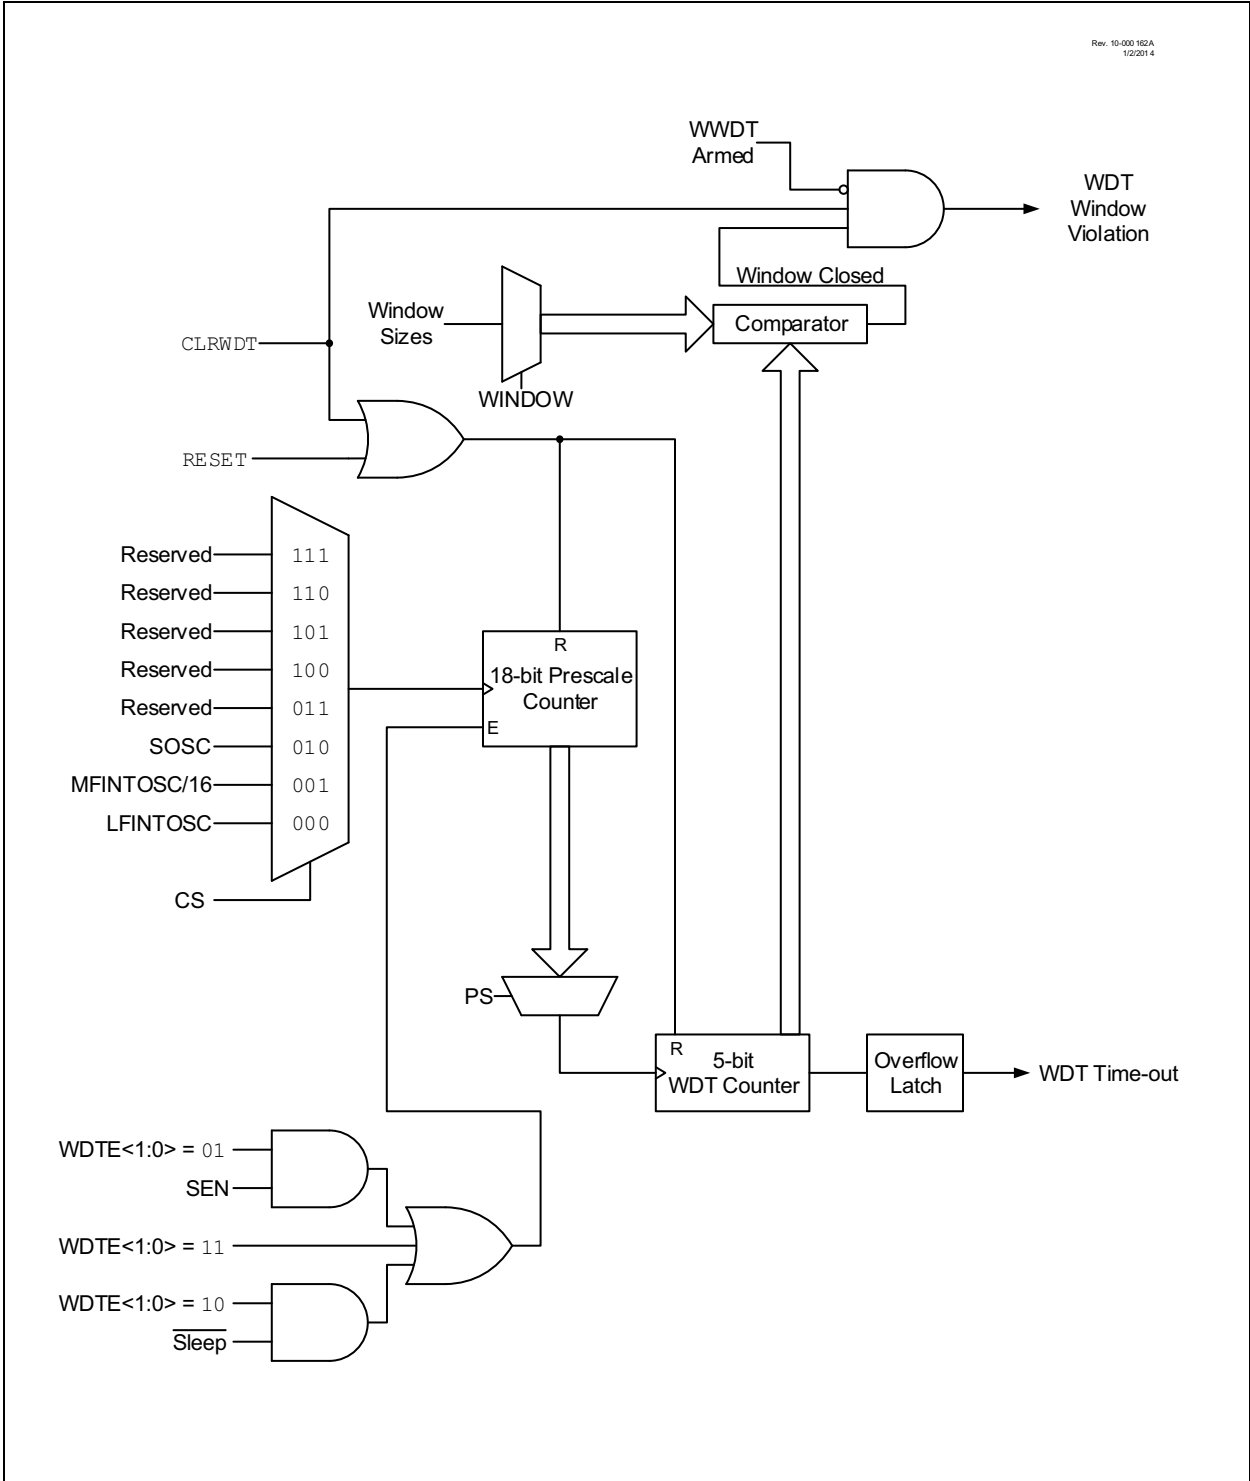 Rev. 10-000 162A
1/2/201 4
WWDT
Armed
WDT
Window
Violation
Window Closed
Window
Sizes
Comparator
CLRWDT
WINDOW
RESET
Reserved
111
Reserved
110
Reserved
101
Reserved
100
Reserved
011
SOSC
010
MFINTOSC/16
001
LFINTOSC
000
CS
R
18-bit Prescale
Counter
E
PS
R
5-bit
WDT Counter
Overflow
Latch
WDT Time-out
WDTE<1:0> = 01
SEN
WDTE<1:0> = 11
WDTE<1:0> = 10
Sleep